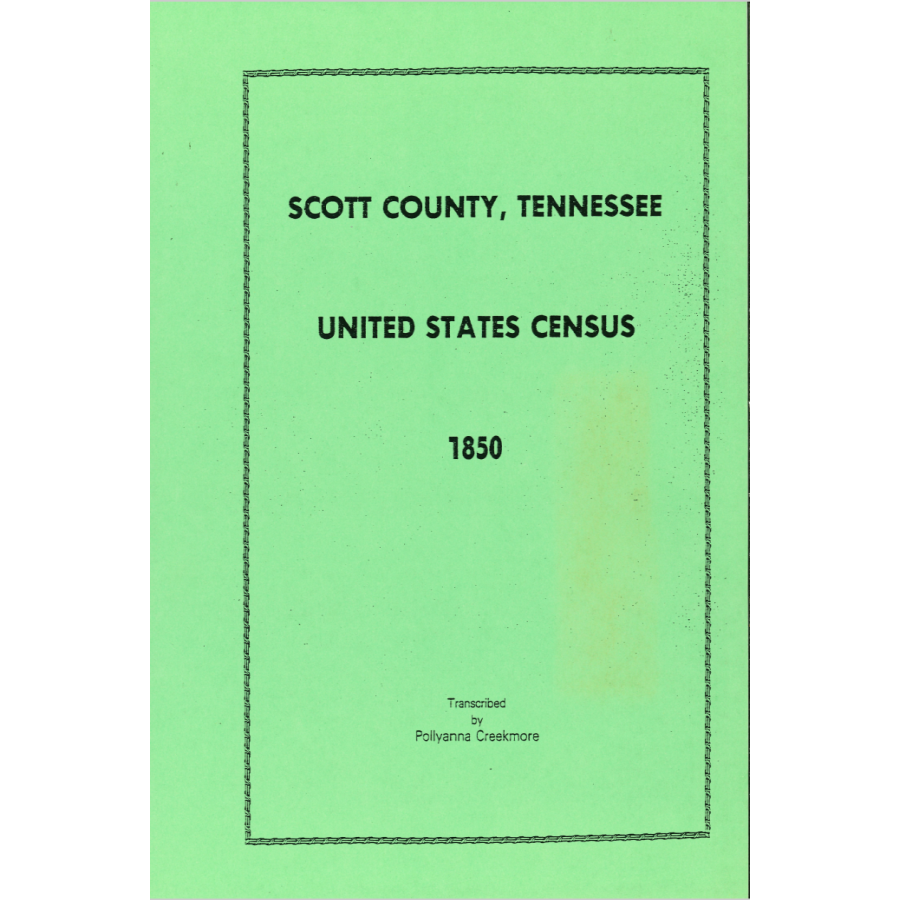 SCOTT COUNTY, TENNESSEE
UNITED STATES CENSUS
1850
Transcribed
by
Pollyanna Creekmore